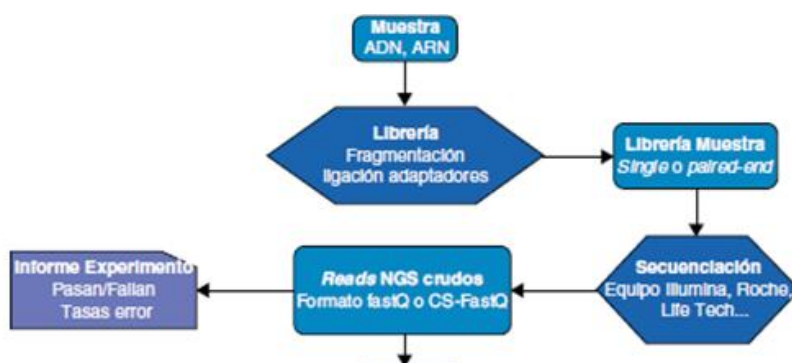 Muestra
ADN, ARN
Librería
Fragmentación
ligación adaptadores
Librería Muestra
Single o paired-end
Secuenciación
Equipo Illumina, Roche,
Life Tech...
Reads NGS crudos
Formato fastQ o CS-FastQ
Informe Experimento
Pasan/Fallan
Tasas error